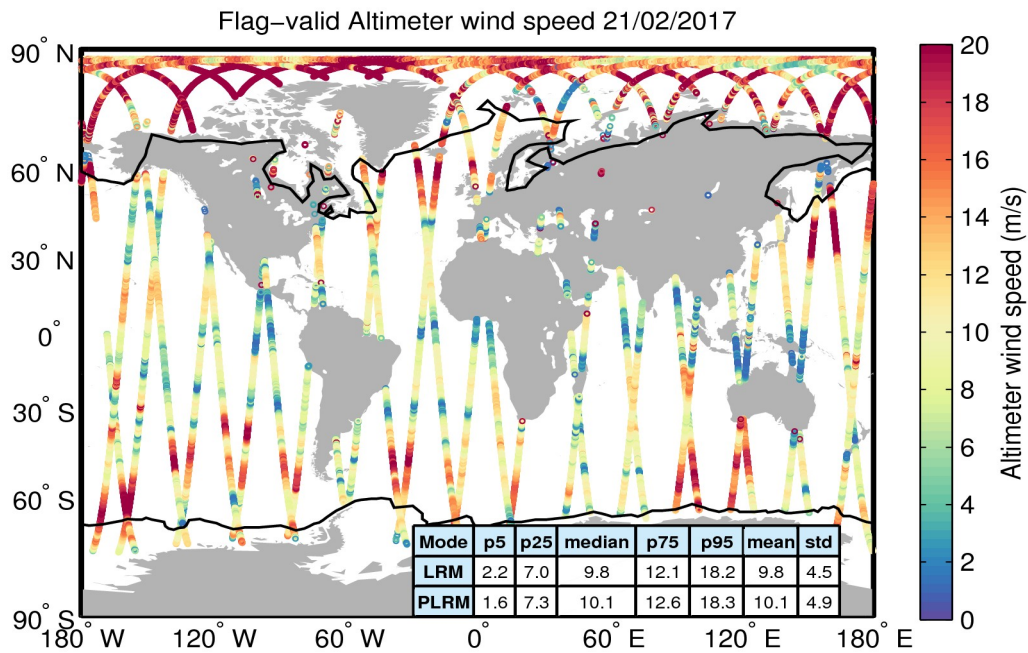 Flag−valid Altimeter wind speed 21/02/2017
90° N
60° N
30° N
0°
30° S
60° S
90° S
180° W
120° W
60° W
0°
60° E
120° E
180° E
Mode p5 p25 median p75 p95 mean std
LRM 2.2 7.0 9.8 12.1 18.2 9.8 4.5
PLRM 1.6 7.3 10.1 12.6 18.3 10.1 4.9
20
18
16
14
12
10
8
6
4
2
0
Altimeter wind speed (m/s)